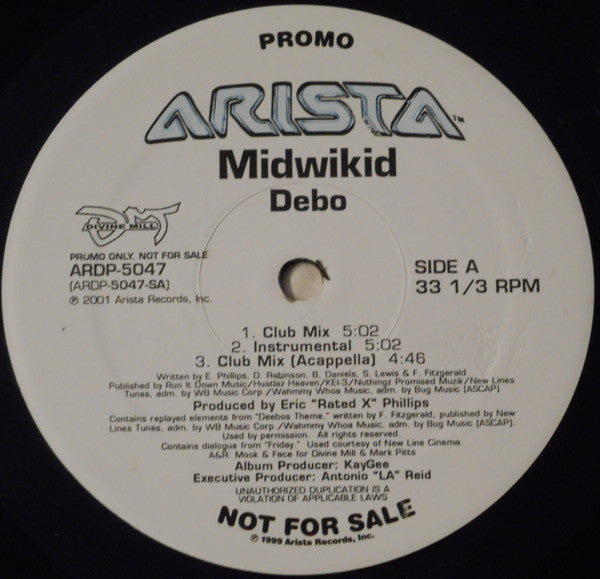 PROMO
ARISTA™
Midwikid
Debo
DIVINE MILL
PROMO ONLY. NOT FOR SALE
ARDP-5047
(ARDP-5047-SA)
℗ 2001 Arista Records, Inc.
SIDE A
33 1/3 RPM
1. Club Mix 5:02
2. Instrumental 5:02
3. Club Mix (Acappella) 4:46
Written by E. Phillips, D. Robinson, B. Daniels, S. Lewis & F. Fitzgerald
Published by Run It Down Music/Hustlaz Heaven/KEI-3/Nuthingz Promised Muzik/New Lines
Tunes, adm. by WB Music Corp./Wahmmy Whoa Music, adm. by Bug Music (ASCAP).
Produced by Eric "Rated X" Phillips
Contains replayed elements from "Deebos Theme," written by F. Fitzgerald, published by New
Lines Tunes, adm. by WB Music Corp./Wahmmy Whoa Music, adm. by Bug Music (ASCAP).
Used by permission. All rights reserved.
Contains dialogue from "Friday." Used courtesy of New Line Cinema.
A&R: Mook & Face for Divine Mill & Mark Pitts
Album Producer: KayGee
Executive Producer: Antonio "LA" Reid
UNAUTHORIZED DUPLICATION IS A
VIOLATION OF APPLICABLE LAWS
NOT FOR SALE
℗ 1999 Arista Records, Inc.